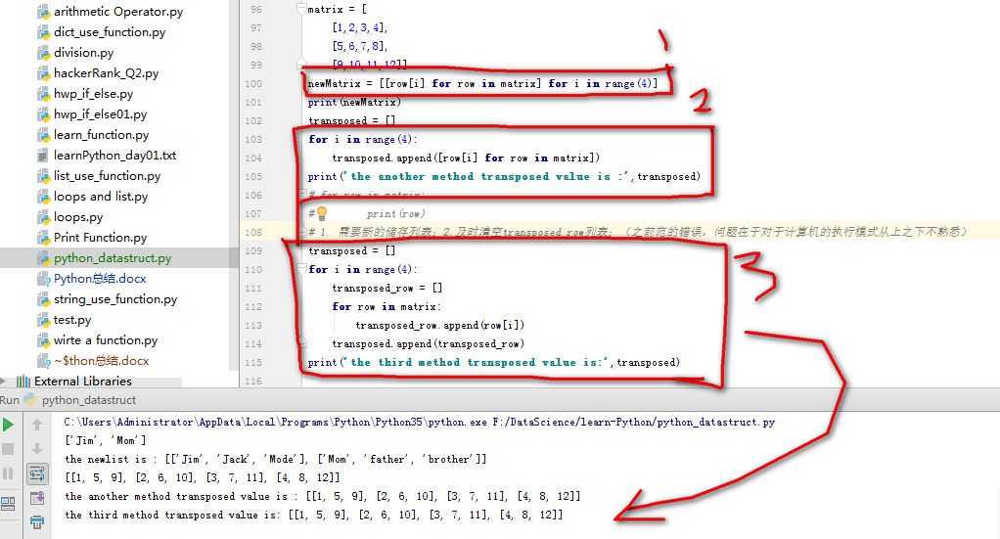 arithmetic Operator.py
dict_use_function.py
division.py
hackerRank_Q2.py
hwp_if_else.py
hwp_if_else01.py
learn_function.py
learnPython_day01.txt
list_use_function.py
loops and list.py
loops.py
Print Function.py
python_datastruct.py
Python总结.docx
string_use_function.py
test.py
wirte a function.py
~$thon总结.docx
External Libraries
96 matrix = [
97 [1,2,3,4],
98 [5,6,7,8],
99 [9,10,11,12]]
1
100 newMatrix = [[row[i] for row in matrix] for i in range(4)]
2
101 print(newMatrix)
102 transposed = []
103 for i in range(4):
104 transposed.append([row[i] for row in matrix])
105 print('the another method transposed value is :',transposed)
106 # for row in matrix:
107 # print(row)
108 # 1. 需要新的储存列表；2.及时清空transposed_row列表；（之前范的错误，问题在于对于计算机的执行模式从上之下不熟悉）
109 transposed = []
3
110 for i in range(4):
111 transposed_row = []
112 for row in matrix:
113 transposed_row.append(row[i])
114 transposed.append(transposed_row)
115 print('the third method transposed value is:',transposed)
116
Run python_datastruct
C:\Users\Administrator\AppData\Local\Programs\Python\Python35\python.exe F:/DataScience/learn-Python/python_datastruct.py
['Jim', 'Mom']
the newlist is : [['Jim', 'Jack', 'Mode'], ['Mom', 'father', 'brother']]
[[1, 5, 9], [2, 6, 10], [3, 7, 11], [4, 8, 12]]
the another method transposed value is : [[1, 5, 9], [2, 6, 10], [3, 7, 11], [4, 8, 12]]
the third method transposed value is: [[1, 5, 9], [2, 6, 10], [3, 7, 11], [4, 8, 12]]